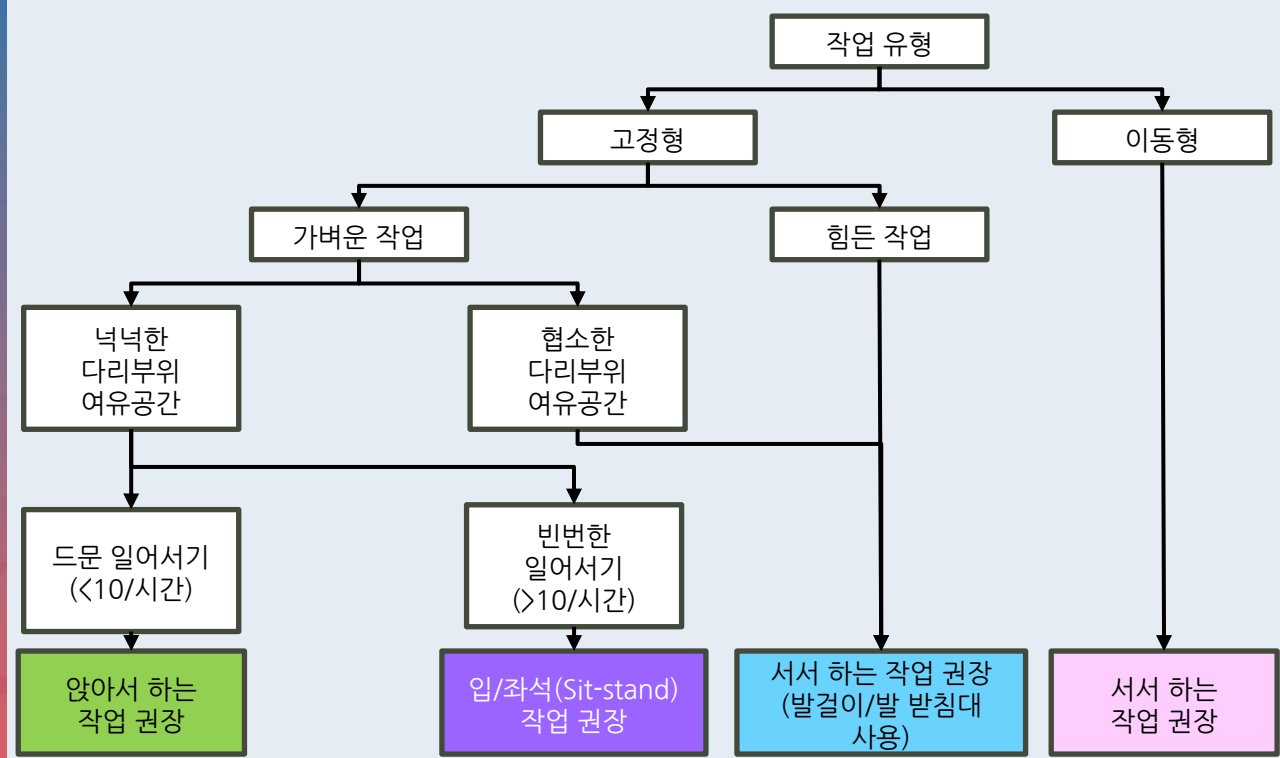 작업 유형
고정형
이동형
가벼운 작업
힘든 작업
넉넉한
다리부위
여유공간
협소한
다리부위
여유공간
드문 일어서기
(<10/시간)
빈번한
일어서기
(>10/시간)
앉아서 하는
작업 권장
입/좌석(Sit-stand)
작업 권장
서서 하는 작업 권장
(발걸이/발 받침대
사용)
서서 하는
작업 권장